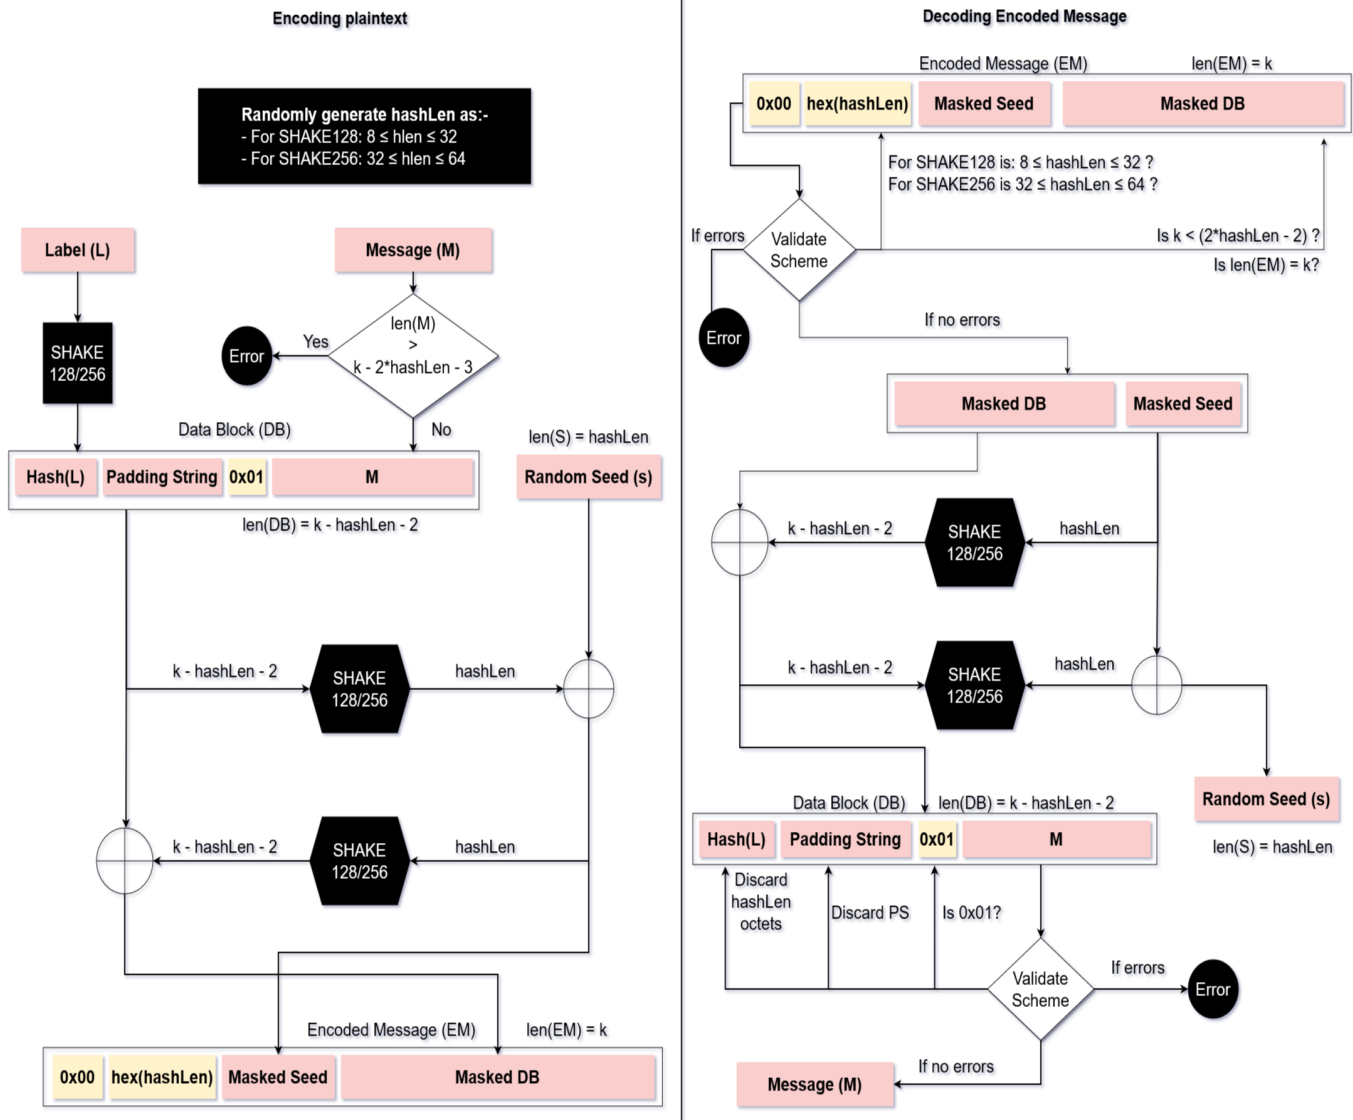 Encoding plaintext
Randomly generate hashLen as:-
- For SHAKE128: 8 ≤ hlen ≤ 32
- For SHAKE256: 32 ≤ hlen ≤ 64
Label (L)
Message (M)
SHAKE
128/256
Error
Yes
len(M)
>
k - 2*hashLen - 3
No
Data Block (DB)
Hash(L)
Padding String
0x01
M
len(DB) = k - hashLen - 2
len(S) = hashLen
Random Seed (s)
k - hashLen - 2
SHAKE
128/256
hashLen
k - hashLen - 2
SHAKE
128/256
hashLen
Encoded Message (EM)
len(EM) = k
0x00
hex(hashLen)
Masked Seed
Masked DB
Decoding Encoded Message
Encoded Message (EM)
len(EM) = k
0x00
hex(hashLen)
Masked Seed
Masked DB
For SHAKE128 is: 8 ≤ hashLen ≤ 32 ?
For SHAKE256 is 32 ≤ hashLen ≤ 64 ?
If errors
Validate
Scheme
Is k < (2*hashLen - 2) ?
Is len(EM) = k?
Error
If no errors
Masked DB
Masked Seed
k - hashLen - 2
SHAKE
128/256
hashLen
k - hashLen - 2
SHAKE
128/256
hashLen
Random Seed (s)
len(S) = hashLen
Data Block (DB)
len(DB) = k - hashLen - 2
Hash(L)
Padding String
0x01
M
Discard
hashLen
octets
Discard PS
Is 0x01?
Validate
Scheme
If errors
Error
If no errors
Message (M)